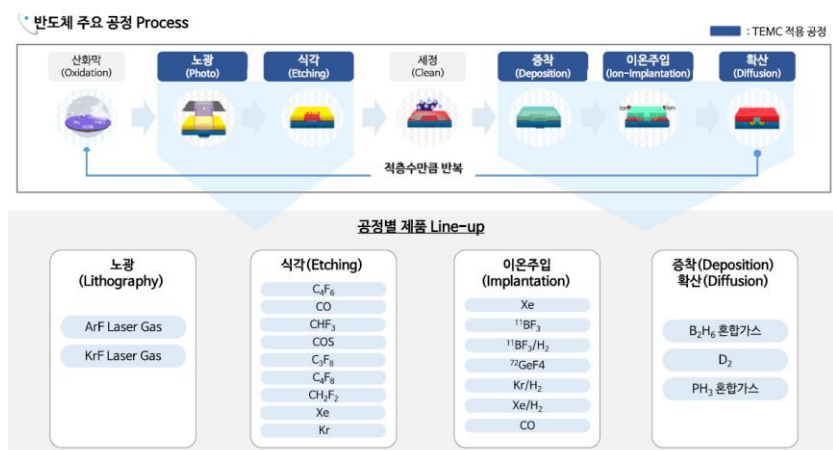 반도체 주요 공정 Process
: TEMC 적용 공정
산화막
(Oxidation)
노광
(Photo)
식각
(Etching)
세정
(Clean)
증착
(Deposition)
이온주입
(Ion-Implantation)
확산
(Diffusion)
적층수만큼 반복
공정별 제품 Line-up
노광
(Lithography)
ArF Laser Gas
KrF Laser Gas
식각(Etching)
C₄F₆
CO
CHF₃
COS
C₃F₈
C₄F₈
CH₂F₂
Xe
Kr
이온주입
(Implantation)
Xe
¹¹BF₃
¹¹BF₃/H₂
⁷²GeF4
Kr/H₂
Xe/H₂
CO
증착(Deposition)
확산(Diffusion)
B₂H₆ 혼합가스
D₂
PH₃ 혼합가스